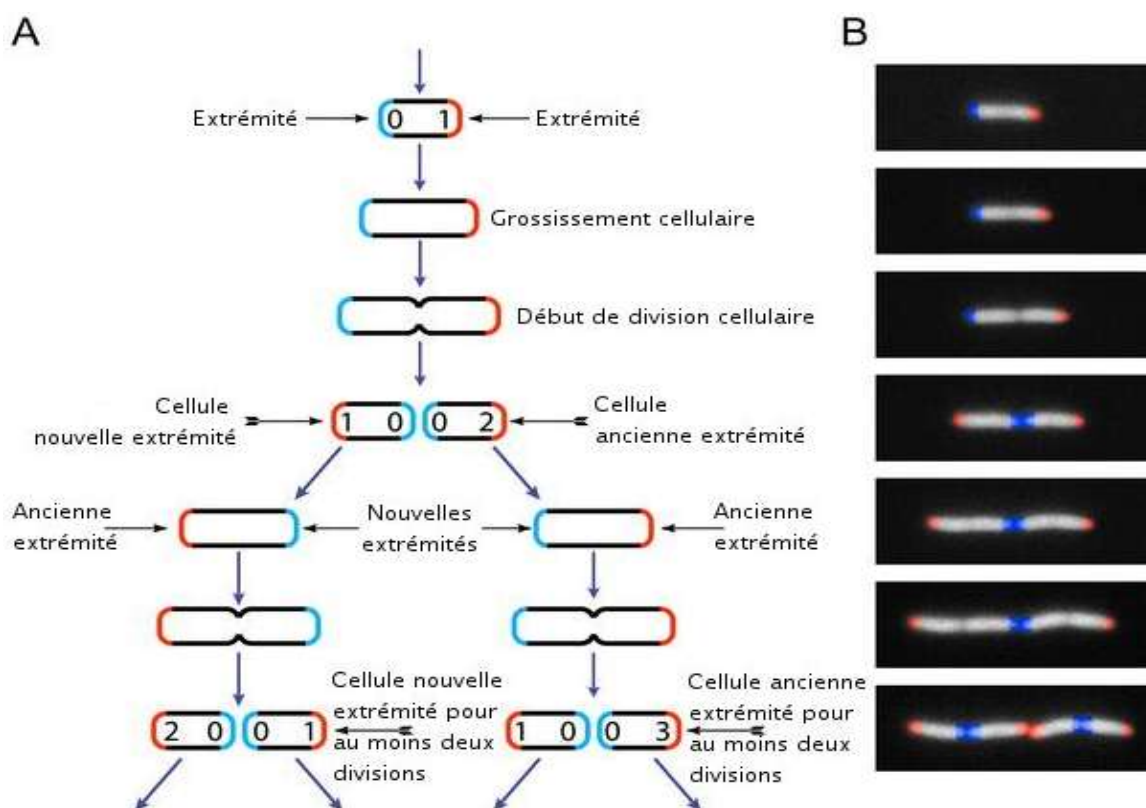 A
B
Extrémité
0 1
Extrémité
Grossissement cellulaire
Début de division cellulaire
Cellule
nouvelle extrémité
1 0 0 2
Cellule
ancienne extrémité
Ancienne
extrémité
Nouvelles
extrémités
Ancienne
extrémité
2 0 0 1
Cellule nouvelle
extrémité pour
au moins deux
divisions
1 0 0 3
Cellule ancienne
extrémité pour
au moins deux
divisions